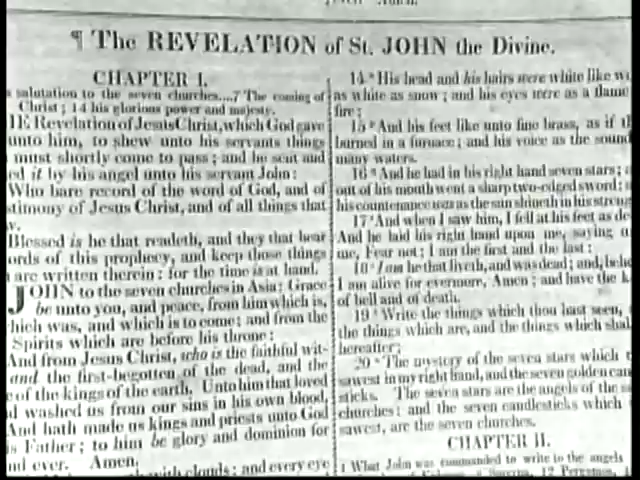 ¶ The REVELATION of St. JOHN the Divine.
CHAPTER I.
salutation to the seven churches....7 The coming of
Christ; 14 his glorious power and majesty.
HE Revelation of Jesus Christ, which God gave
unto him, to shew unto his servants things
must shortly come to pass; and he sent and
ed it by his angel unto his servant John:
Who bare record of the word of God, and of
stimony of Jesus Christ, and of all things that
w.
Blessed is he that readeth, and they that hear
ords of this prophecy, and keep those things
are written therein: for the time is at hand.
JOHN to the seven churches in Asia: Grace
be unto you, and peace, from him which is,
hich was, and which is to come; and from the
Spirits which are before his throne:
And from Jesus Christ, who is the faithful wit-
and the first-begotten of the dead, and the
e of the kings of the earth. Unto him that loved
d washed us from our sins in his own blood,
And hath made us kings and priests unto God
is Father; to him be glory and dominion for
nd ever. Amen.
with clouds; and every eye
14 His head and his hairs were white like w
as white as snow; and his eyes were as a flame
fire;
15 And his feet like unto fine brass, as if th
burned in a furnace; and his voice as the sound
many waters.
16 And he had in his right hand seven stars; a
out of his mouth went a sharp two-edged sword:
his countenance was as the sun shineth in his streng
17 And when I saw him, I fell at his feet as de
And he laid his right hand upon me, saying u
me, Fear not; I am the first and the last:
18 I am he that liveth, and was dead; and, beho
I am alive for evermore, Amen; and have the k
of hell and of death.
19 Write the things which thou hast seen,
the things which are, and the things which shal
hereafter;
20 The mystery of the seven stars which t
sawest in my right hand, and the seven golden can
sticks. The seven stars are the angels of the s
churches: and the seven candlesticks which
sawest, are the seven churches.
CHAPTER II.
1 What John was commanded to write to the angels
12 Pergamos,